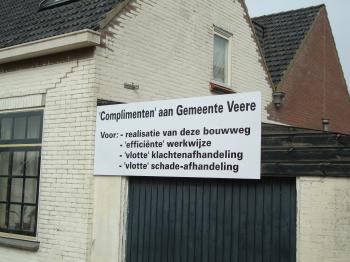 'Complimenten' aan Gemeente Veere
Voor: - realisatie van deze bouwweg
- 'efficiënte' werkwijze
- 'vlotte' klachtenafhandeling
- 'vlotte' schade-afhandeling